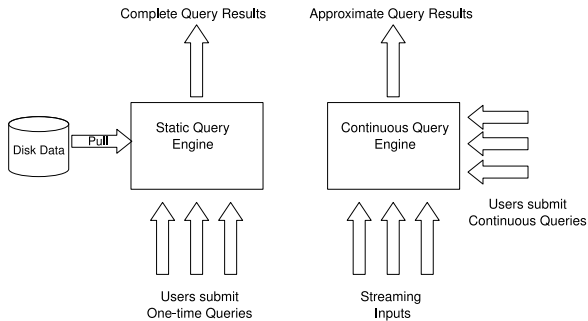 Complete Query Results
Approximate Query Results
Static Query
Engine
Continuous Query
Engine
Pull
Disk Data
Users submit
Continuous Queries
Users submit
One-time Queries
Streaming
Inputs